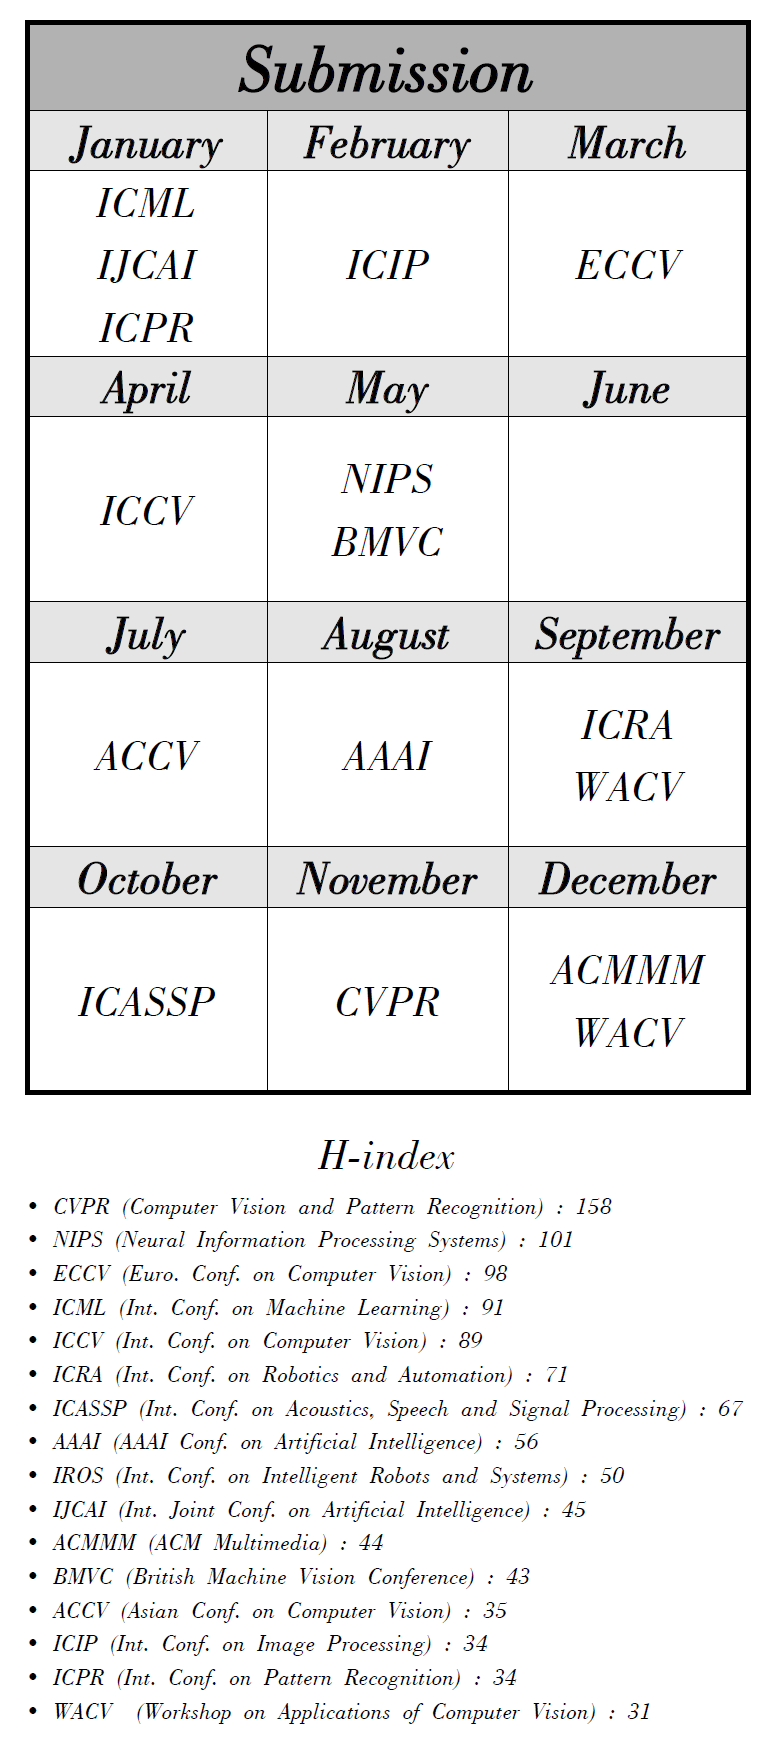 Submission
January February March
ICML
IJCAI
ICPR
ICIP
ECCV
April May June
ICCV
NIPS
BMVC
July August September
ACCV
AAAI
ICRA
WACV
October November December
ICASSP
CVPR
ACMMM
WACV
H-index
• CVPR (Computer Vision and Pattern Recognition) : 158
• NIPS (Neural Information Processing Systems) : 101
• ECCV (Euro. Conf. on Computer Vision) : 98
• ICML (Int. Conf. on Machine Learning) : 91
• ICCV (Int. Conf. on Computer Vision) : 89
• ICRA (Int. Conf. on Robotics and Automation) : 71
• ICASSP (Int. Conf. on Acoustics, Speech and Signal Processing) : 67
• AAAI (AAAI Conf. on Artificial Intelligence) : 56
• IROS (Int. Conf. on Intelligent Robots and Systems) : 50
• IJCAI (Int. Joint Conf. on Artificial Intelligence) : 45
• ACMMM (ACM Multimedia) : 44
• BMVC (British Machine Vision Conference) : 43
• ACCV (Asian Conf. on Computer Vision) : 35
• ICIP (Int. Conf. on Image Processing) : 34
• ICPR (Int. Conf. on Pattern Recognition) : 34
• WACV (Workshop on Applications of Computer Vision) : 31